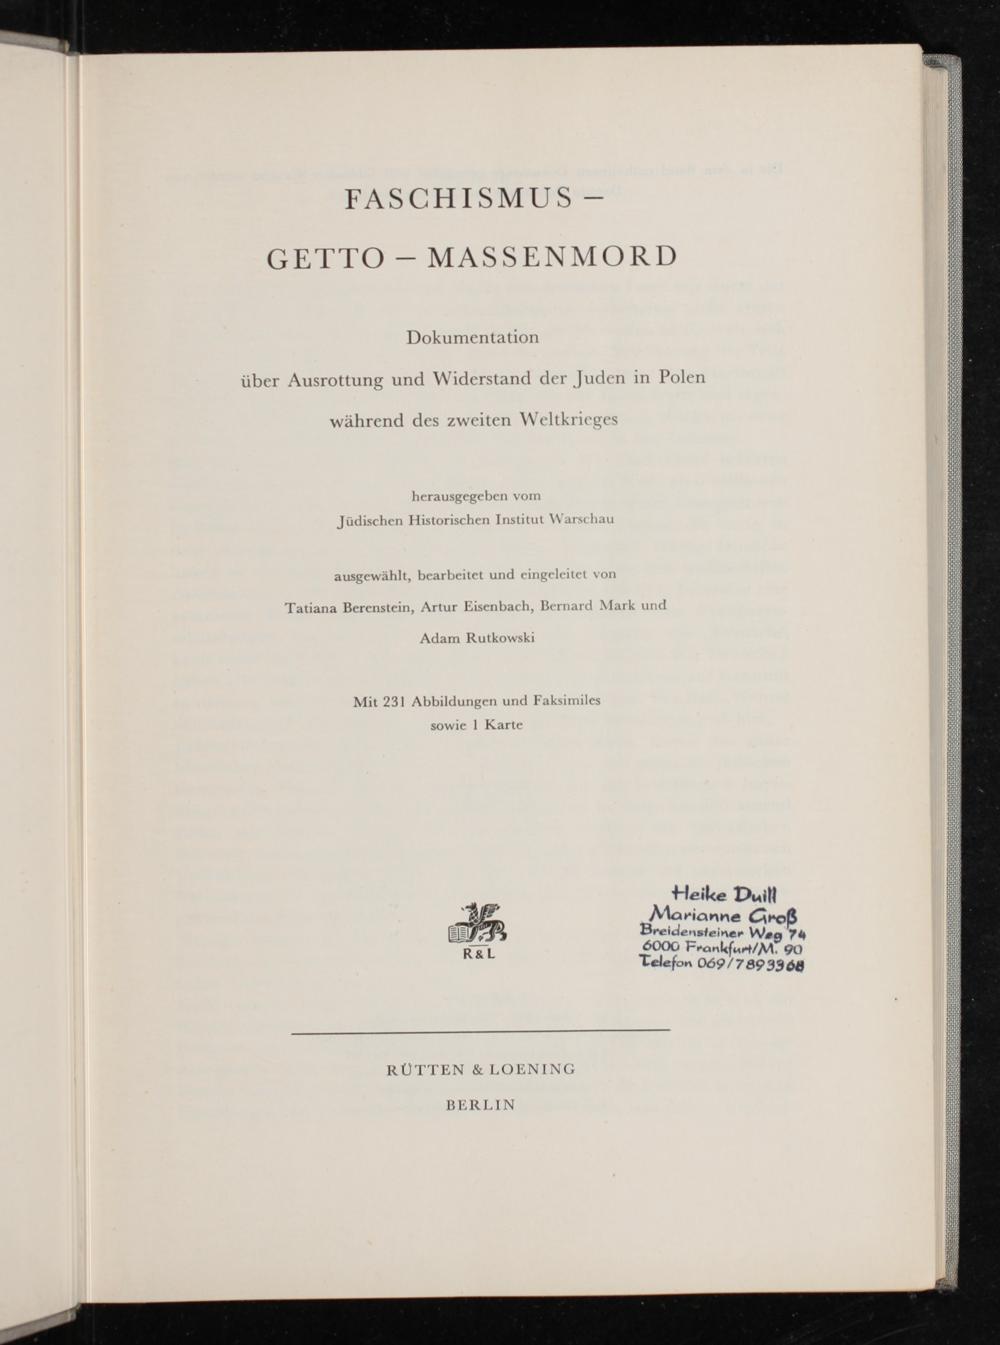 FASCHISMUS –
GETTO – MASSENMORD
Dokumentation
über Ausrottung und Widerstand der Juden in Polen
während des zweiten Weltkrieges
herausgegeben vom
Jüdischen Historischen Institut Warschau
ausgewählt, bearbeitet und eingeleitet von
Tatiana Berenstein, Artur Eisenbach, Bernard Mark und
Adam Rutkowski
Mit 231 Abbildungen und Faksimiles
sowie 1 Karte
R & L
Heike Duill
Marianne Groß
Breidensteiner Weg 74
6000 Frankfurt/M. 90
Telefon 069/7893368
RÜTTEN & LOENING
BERLIN